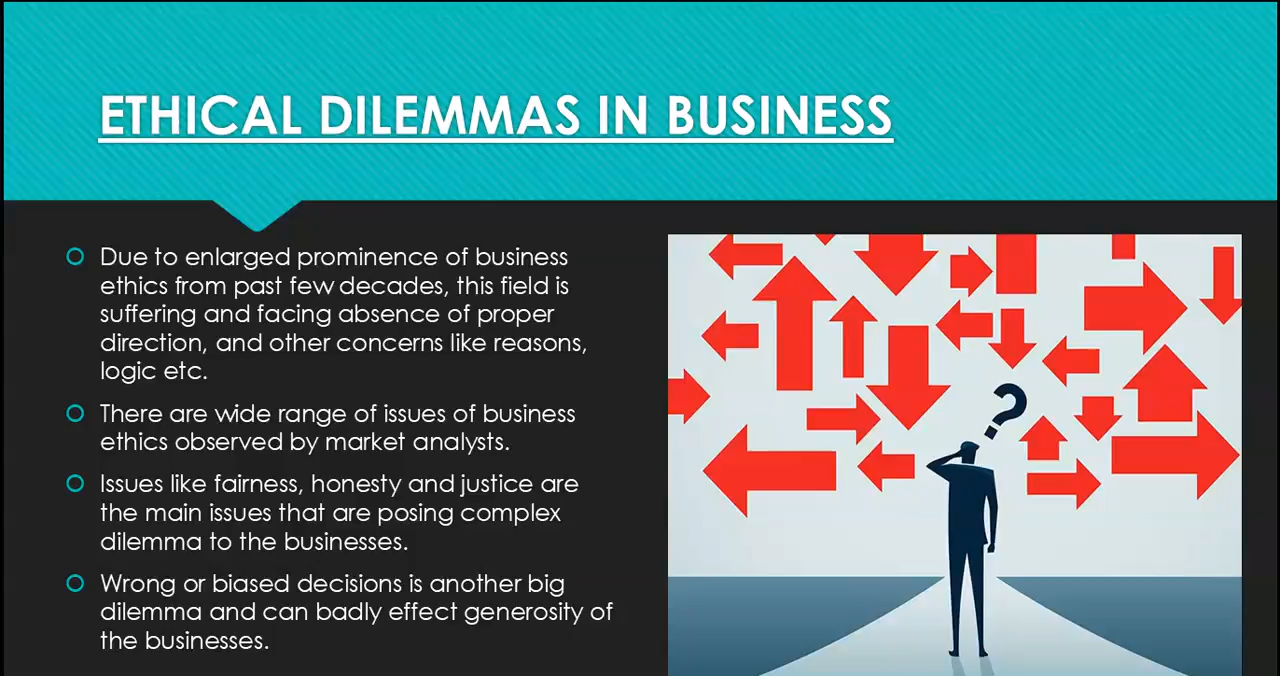 ETHICAL DILEMMAS IN BUSINESS
Due to enlarged prominence of business
ethics from past few decades, this field is
suffering and facing absence of proper
direction, and other concerns like reasons,
logic etc.
There are wide range of issues of business
ethics observed by market analysts.
Issues like fairness, honesty and justice are
the main issues that are posing complex
dilemma to the businesses.
Wrong or biased decisions is another big
dilemma and can badly effect generosity of
the businesses.
?